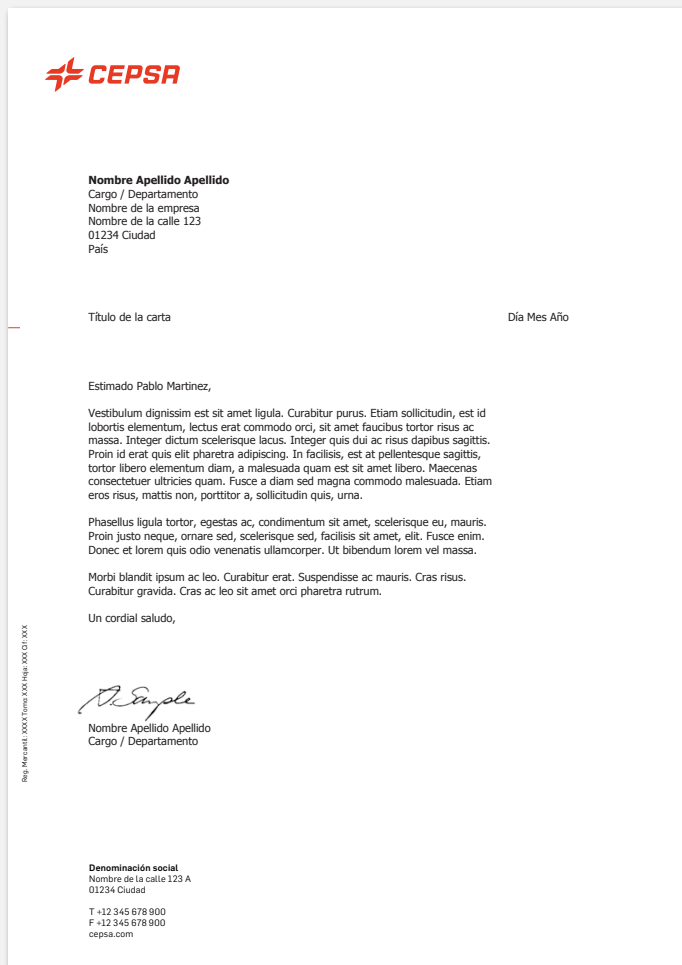 CEPSA
Nombre Apellido Apellido
Cargo / Departamento
Nombre de la empresa
Nombre de la calle 123
01234 Ciudad
País
Título de la carta
Día Mes Año
Estimado Pablo Martinez,
Vestibulum dignissim est sit amet ligula. Curabitur purus. Etiam sollicitudin, est id
lobortis elementum, lectus erat commodo orci, sit amet faucibus tortor risus ac
massa. Integer dictum scelerisque lacus. Integer quis dui ac risus dapibus sagittis.
Proin id erat quis elit pharetra adipiscing. In facilisis, est at pellentesque sagittis,
tortor libero elementum diam, a malesuada quam est sit amet libero. Maecenas
consectetuer ultricies quam. Fusce a diam sed magna commodo malesuada. Etiam
eros risus, mattis non, porttitor a, sollicitudin quis, urna.
Phasellus ligula tortor, egestas ac, condimentum sit amet, scelerisque eu, mauris.
Proin justo neque, ornare sed, scelerisque sed, facilisis sit amet, elit. Fusce enim.
Donec et lorem quis odio venenatis ullamcorper. Ut bibendum lorem vel massa.
Morbi blandit ipsum ac leo. Curabitur erat. Suspendisse ac mauris. Cras risus.
Curabitur gravida. Cras ac leo sit amet orci pharetra rutrum.
Un cordial saludo,
Sample
Nombre Apellido Apellido
Cargo / Departamento
Reg. Mercantil: XXXX Tomo: XXX Hoja: XXX CIF: XXX
Denominación social
Nombre de la calle 123 A
01234 Ciudad
T +12 345 678 900
F +12 345 678 900
cepsa.com